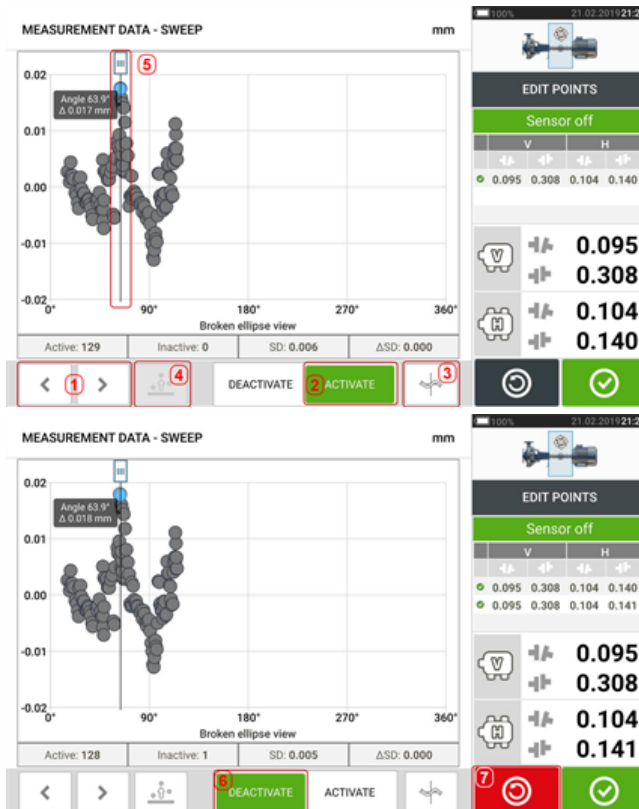 100% 21.02.2019 21:2
MEASUREMENT DATA - SWEEP mm
5
0.02
Angle 63.9°
Δ 0.017 mm
0.01
0.00
-0.01
-0.02
0° 90° 180° 270° 360°
Broken ellipse view
Active: 129 Inactive: 0 SD: 0.006 ΔSD: 0.000
< 1 > 4 DEACTIVATE 2 ACTIVATE 3
EDIT POINTS
Sensor off
V H
0.095 0.308 0.104 0.140
V 0.095
0.308
H 0.104
0.140
100% 21.02.2019 21:2
MEASUREMENT DATA - SWEEP mm
0.02
Angle 63.9°
Δ 0.018 mm
0.01
0.00
-0.01
-0.02
0° 90° 180° 270° 360°
Broken ellipse view
Active: 128 Inactive: 1 SD: 0.005 ΔSD: 0.000
< > 6 DEACTIVATE ACTIVATE
EDIT POINTS
Sensor off
V H
0.095 0.308 0.104 0.140
0.095 0.308 0.104 0.141
V 0.095
0.308
H 0.104
0.141
7